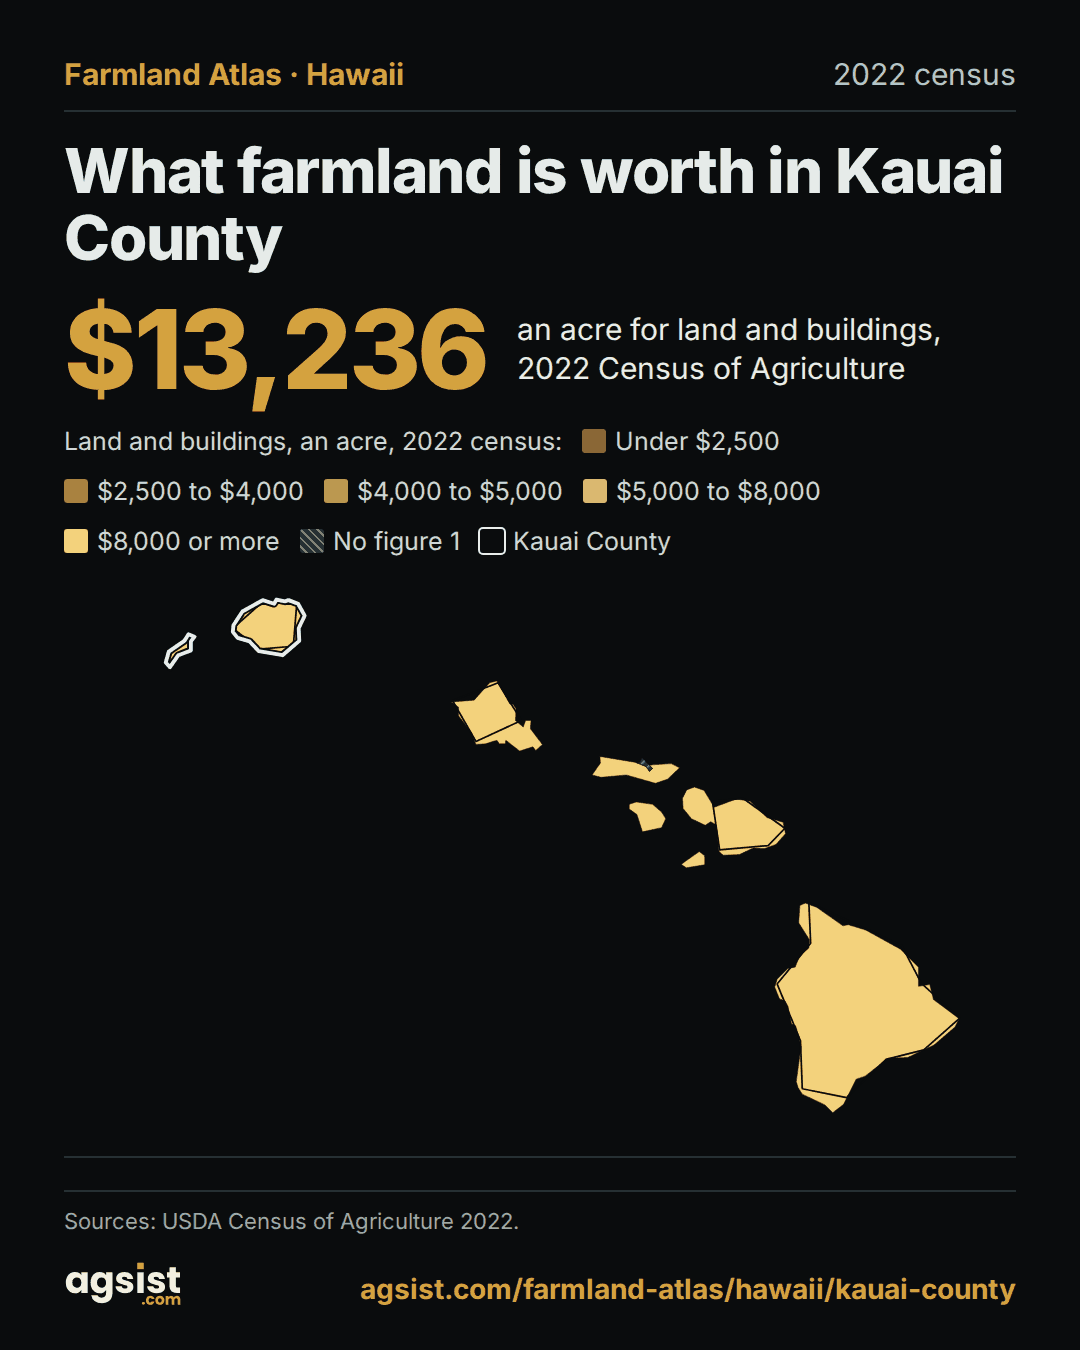 Farmland Atlas · Hawaii
2022 census
What farmland is worth in Kauai
County
$13,236
an acre for land and buildings,
2022 Census of Agriculture
Land and buildings, an acre, 2022 census: Under $2,500
$2,500 to $4,000 $4,000 to $5,000 $5,000 to $8,000
$8,000 or more No figure 1 Kauai County
Sources: USDA Census of Agriculture 2022.
agsist
.com
agsist.com/farmland-atlas/hawaii/kauai-county